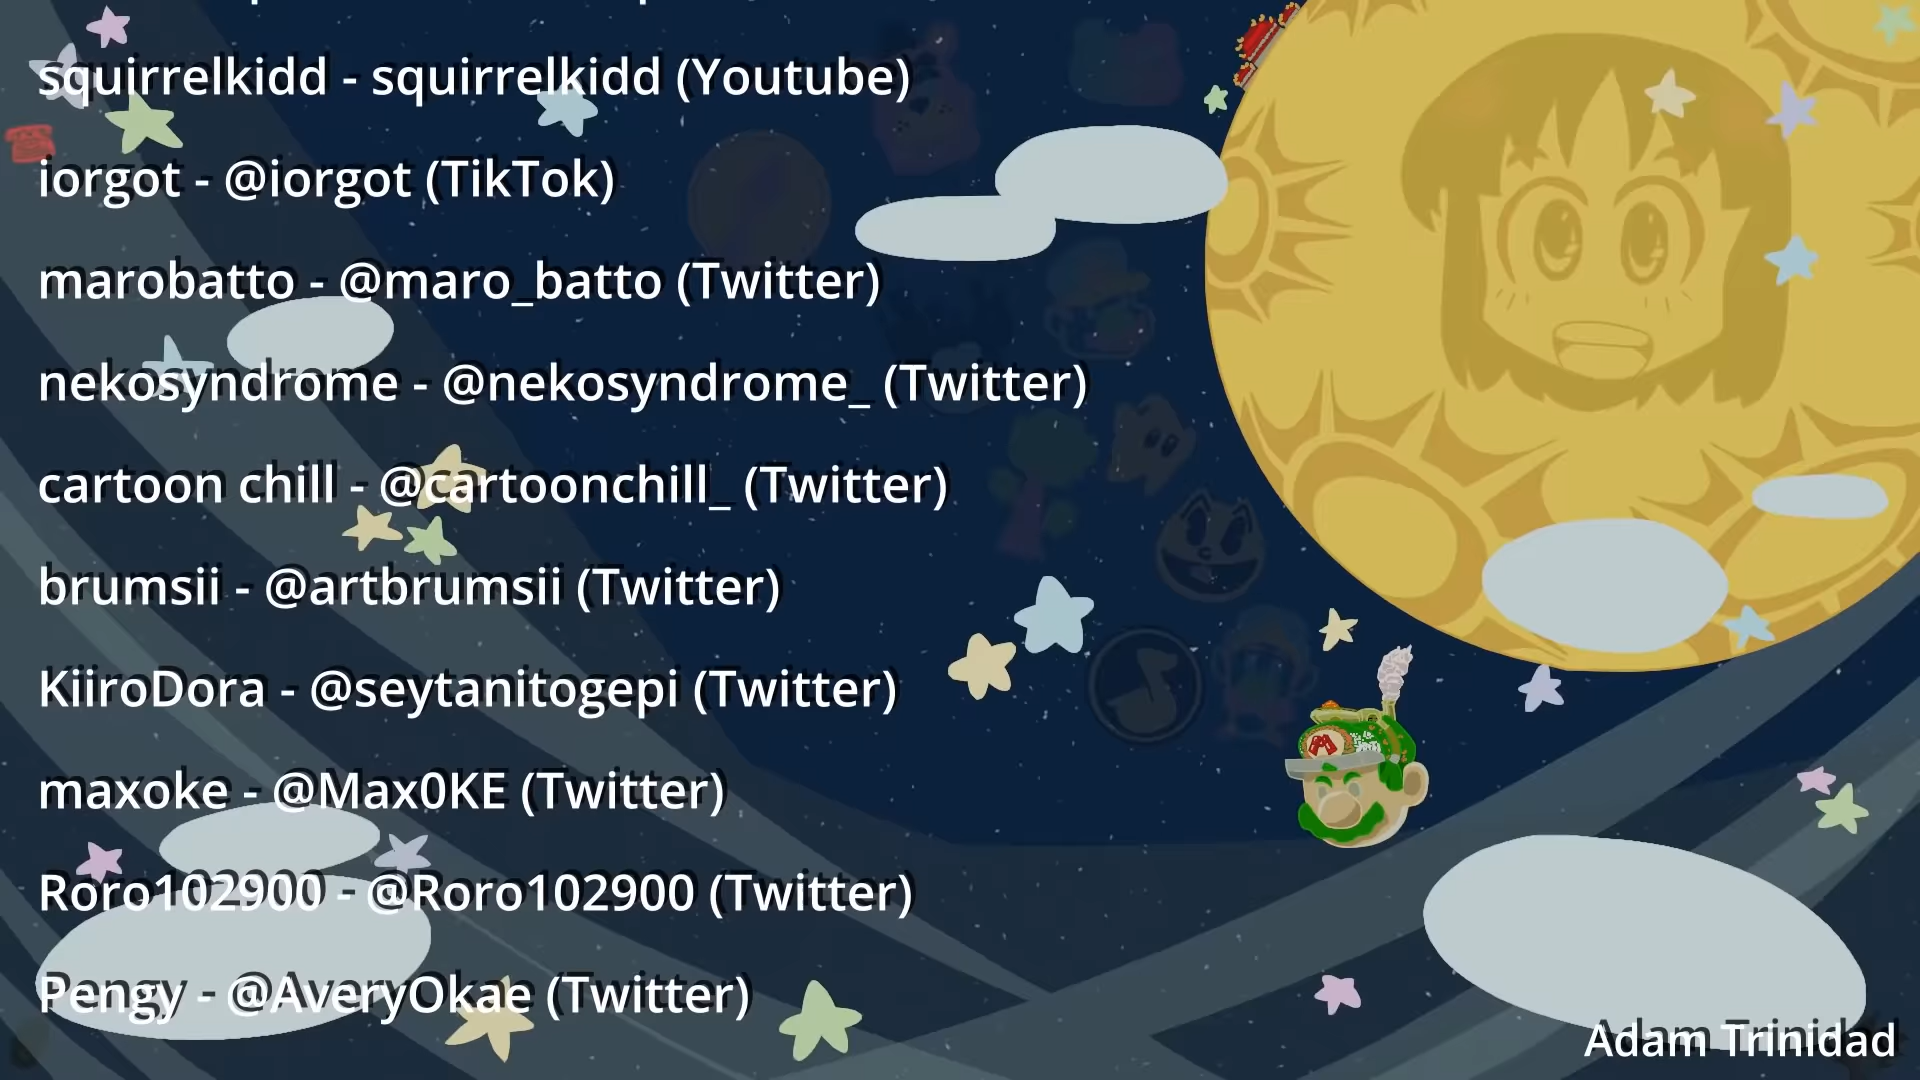 squirrelkidd - squirrelkidd (Youtube)
iorgot - @iorgot (TikTok)
marobatto - @maro_batto (Twitter)
nekosyndrome - @nekosyndrome_ (Twitter)
cartoon chill - @cartoonchill_ (Twitter)
brumsii - @artbrumsii (Twitter)
KiiroDora - @seytanitogepi (Twitter)
maxoke - @Max0KE (Twitter)
Roro102900 - @Roro102900 (Twitter)
Pengy - @AveryOkae (Twitter)
Adam Trinidad